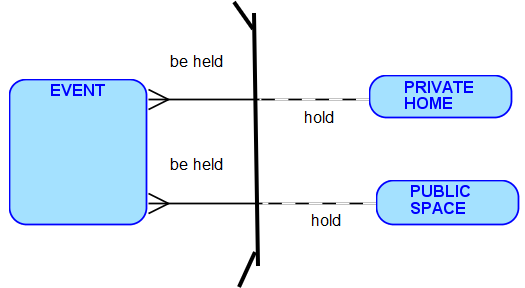 be held
EVENT
PRIVATE
HOME
hold
be held
PUBLIC
SPACE
hold